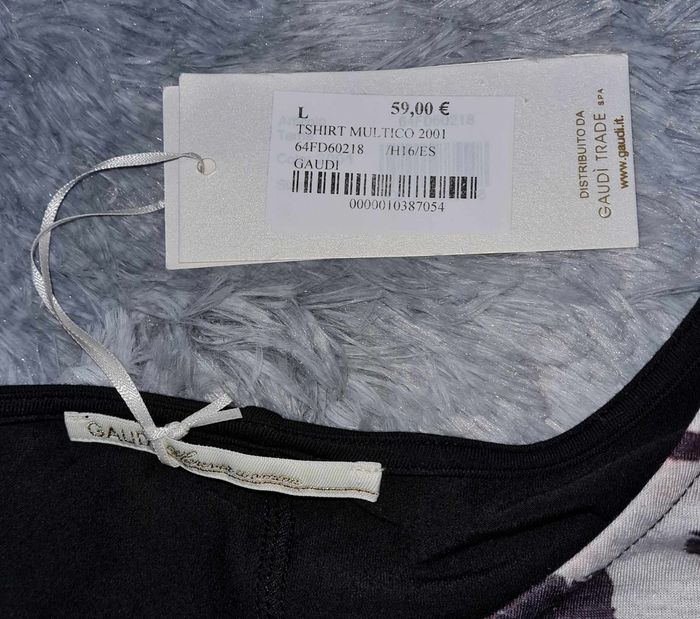 L 59,00 €
TSHIRT MULTICO 2001
64FD60218 /H16/ES
GAUDI
0000010387054
DISTRIBUITO DA
GAUDÌ TRADE SPA
www.gaudi.it.
GAUDI